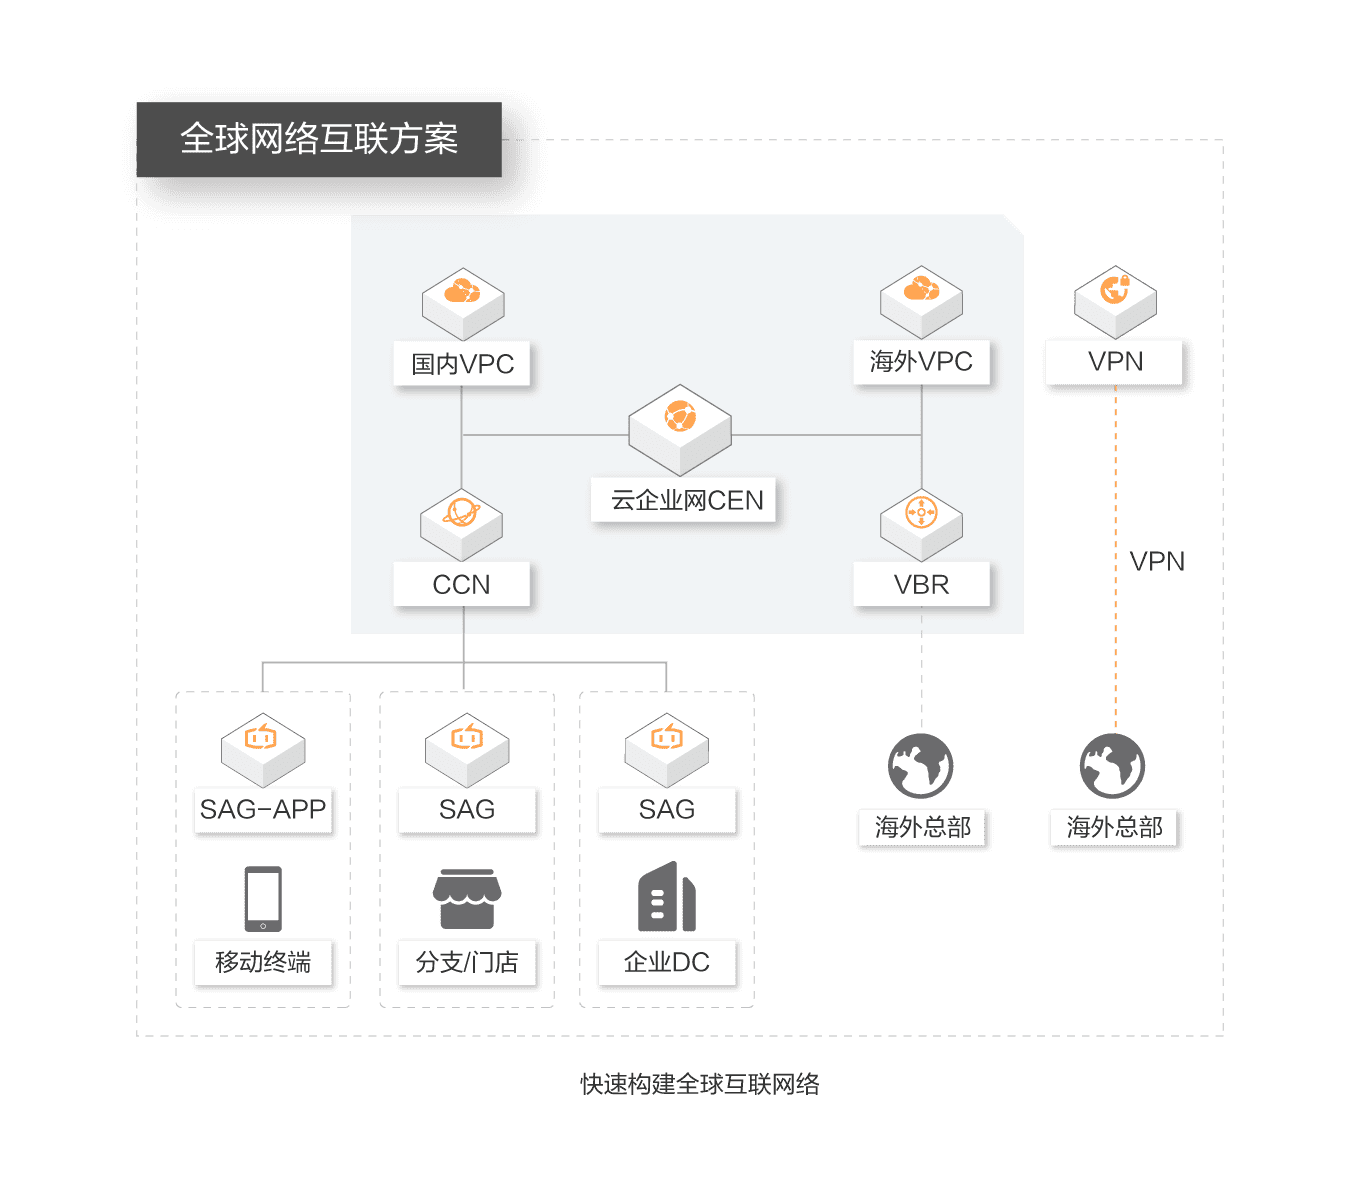 全球网络互联方案
国内VPC
海外VPC
VPN
云企业网CEN
CCN
VBR
VPN
SAG-APP
SAG
SAG
海外总部
海外总部
移动终端
分支/门店
企业DC
快速构建全球互联网络